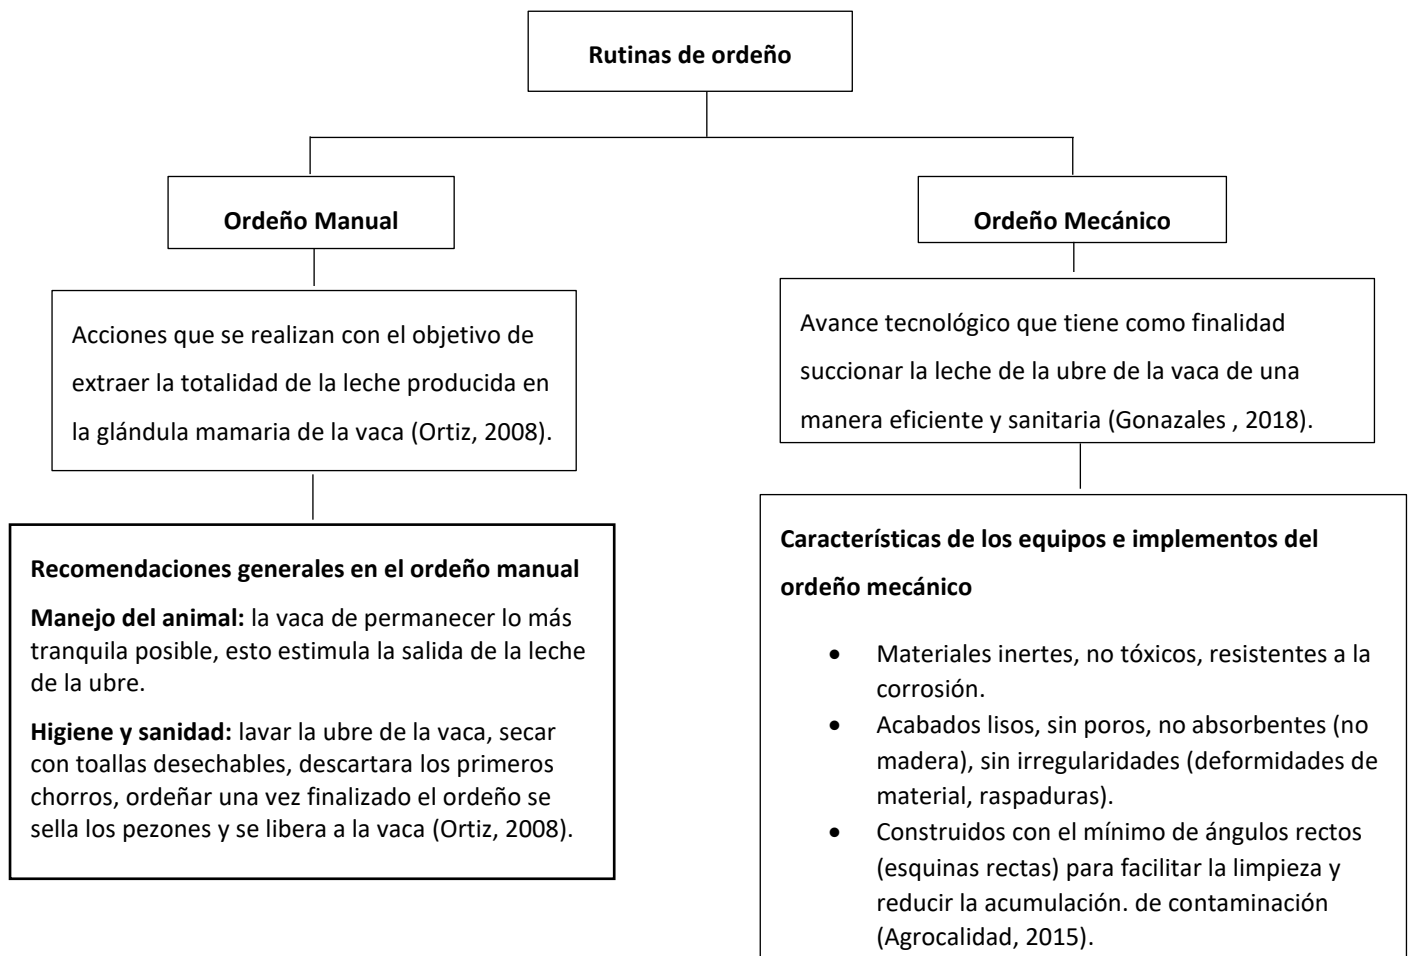 Rutinas de ordeño
Ordeño Manual
Acciones que se realizan con el objetivo de
extraer la totalidad de la leche producida en
la glándula mamaria de la vaca (Ortiz, 2008).
Recomendaciones generales en el ordeño manual
Manejo del animal: la vaca de permanecer lo más
tranquila posible, esto estimula la salida de la leche
de la ubre.
Higiene y sanidad: lavar la ubre de la vaca, secar
con toallas desechables, descartara los primeros
chorros, ordeñar una vez finalizado el ordeño se
sella los pezones y se libera a la vaca (Ortiz, 2008).
Ordeño Mecánico
Avance tecnológico que tiene como finalidad
succionar la leche de la ubre de la vaca de una
manera eficiente y sanitaria (Gonazales , 2018).
Características de los equipos e implementos del
ordeño mecánico
• Materiales inertes, no tóxicos, resistentes a la
corrosión.
• Acabados lisos, sin poros, no absorbentes (no
madera), sin irregularidades (deformidades de
material, raspaduras).
• Construidos con el mínimo de ángulos rectos
(esquinas rectas) para facilitar la limpieza y
reducir la acumulación. de contaminación
(Agrocalidad, 2015).